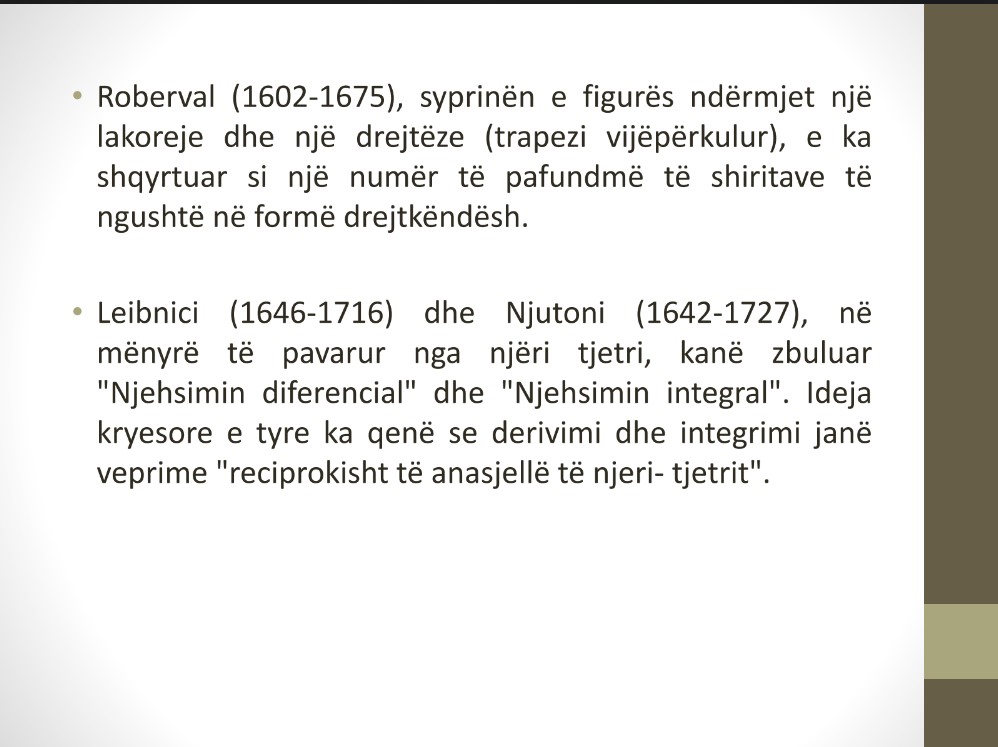 • Roberval (1602-1675), syprinën e figurës ndërmjet një
lakoreje dhe një drejtëze (trapezi vijëpërkulur), e ka
shqyrtuar si një numër të pafundmë të shiritave të
ngushtë në formë drejtkëndësh.
• Leibnici (1646-1716) dhe Njutoni (1642-1727), në
mënyrë të pavarur nga njëri tjetri, kanë zbuluar
"Njehsimin diferencial" dhe "Njehsimin integral". Ideja
kryesore e tyre ka qenë se derivimi dhe integrimi janë
veprime "reciprokisht të anasjellë të njeri- tjetrit".